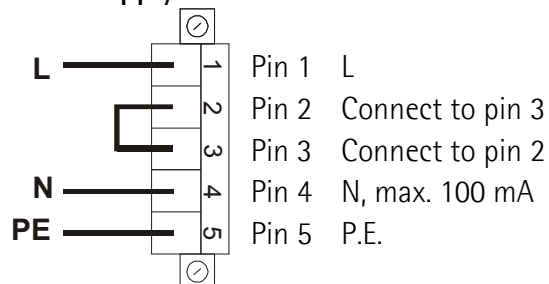 L 1 Pin 1 L
2 Pin 2 Connect to pin 3
3 Pin 3 Connect to pin 2
N 4 Pin 4 N, max. 100 mA
PE 5 Pin 5 P.E.